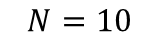 𝑁 = 10